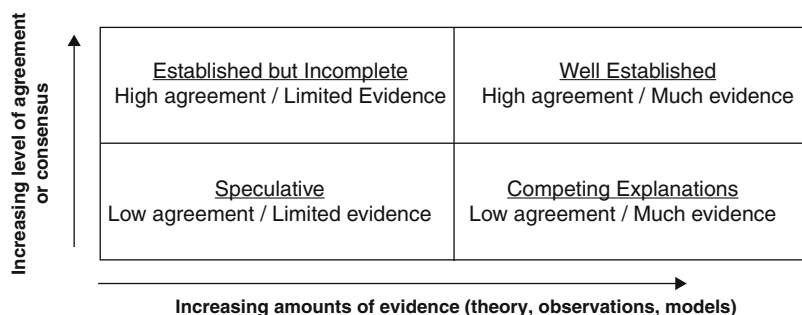 Increasing level of agreement
or consensus
Established but Incomplete
High agreement / Limited Evidence
Well Established
High agreement / Much evidence
Speculative
Low agreement / Limited evidence
Competing Explanations
Low agreement / Much evidence
Increasing amounts of evidence (theory, observations, models)